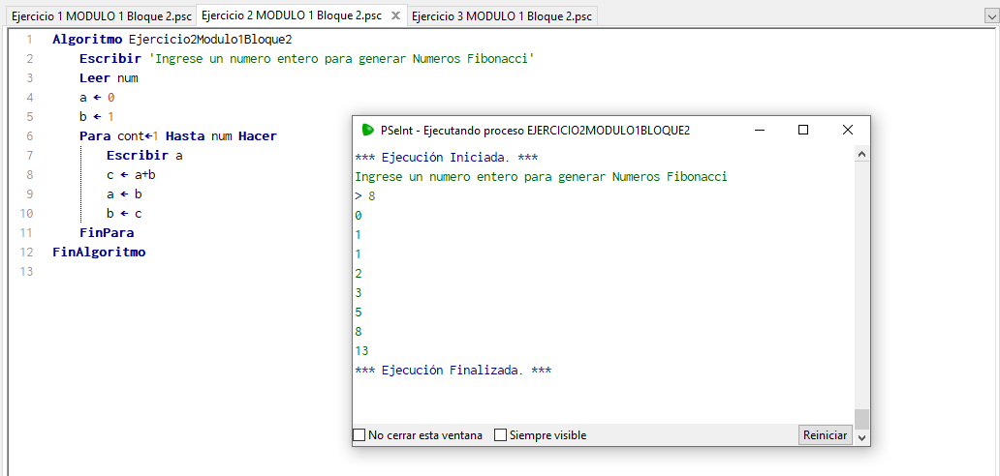 Ejercicio 1 MODULO 1 Bloque 2.psc Ejercicio 2 MODULO 1 Bloque 2.psc Ejercicio 3 MODULO 1 Bloque 2.psc
1 Algoritmo Ejercicio2Modulo1Bloque2
2 Escribir 'Ingrese un numero entero para generar Numeros Fibonacci'
3 Leer num
4 a ← 0
5 b ← 1
6 Para cont←1 Hasta num Hacer
7 Escribir a
8 c ← a+b
9 a ← b
10 b ← c
11 FinPara
12 FinAlgoritmo
13
PSeInt - Ejecutando proceso EJERCICIO2MODULO1BLOQUE2
*** Ejecución Iniciada. ***
Ingrese un numero entero para generar Numeros Fibonacci
> 8
0
1
1
2
3
5
8
13
*** Ejecución Finalizada. ***
No cerrar esta ventana Siempre visible Reiniciar